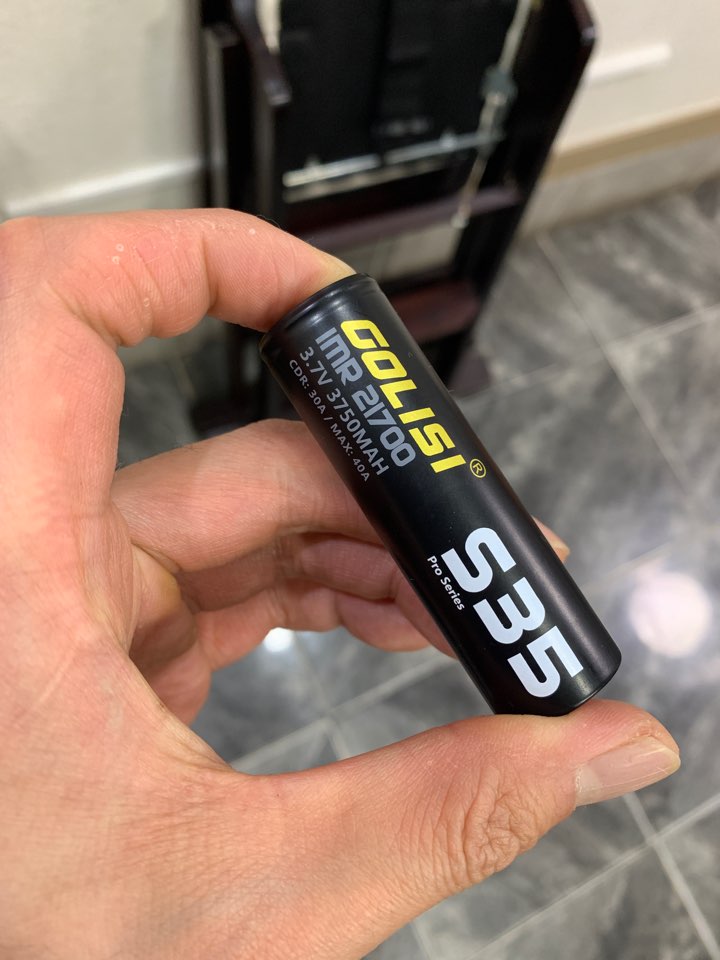 GOLISI®
IMR 21700
3.7V 3750MAH
CDR: 30A / MAX: 40A
S35
Pro Series